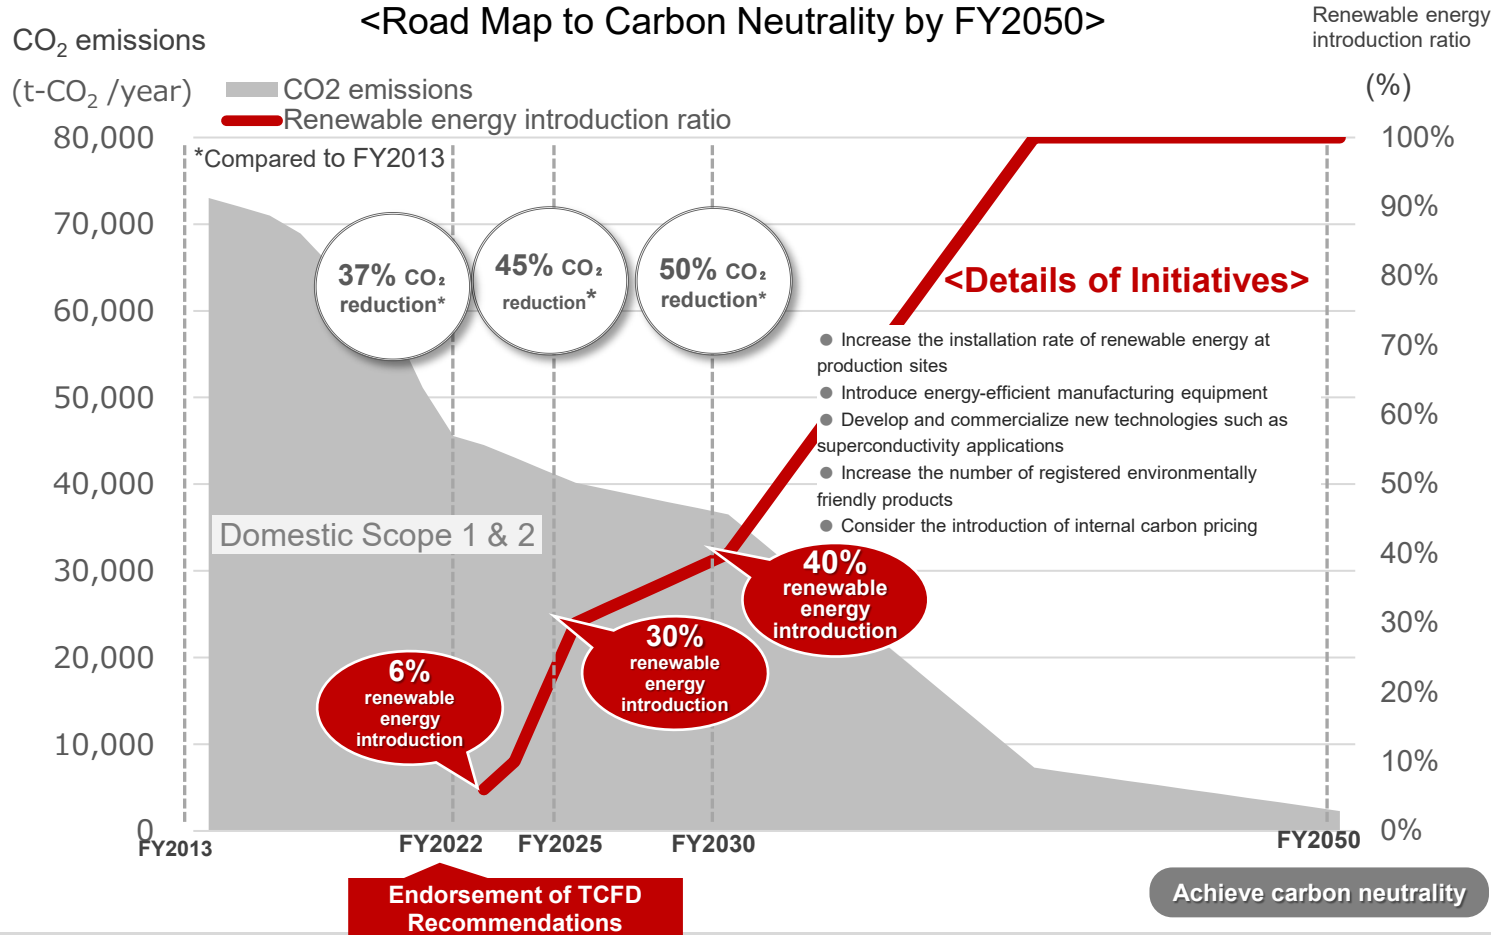 <Road Map to Carbon Neutrality by FY2050>
CO₂ emissions
(t-CO₂ /year)
Renewable energy
introduction ratio
(%)
CO2 emissions
Renewable energy introduction ratio
*Compared to FY2013
80,000
70,000
60,000
50,000
40,000
30,000
20,000
10,000
0
100%
90%
80%
70%
60%
50%
40%
30%
20%
10%
0%
37% CO₂
reduction*
45% CO₂
reduction*
50% CO₂
reduction*
<Details of Initiatives>
● Increase the installation rate of renewable energy at
production sites
● Introduce energy-efficient manufacturing equipment
● Develop and commercialize new technologies such as
superconductivity applications
● Increase the number of registered environmentally
friendly products
● Consider the introduction of internal carbon pricing
Domestic Scope 1 & 2
6%
renewable
energy
introduction
30%
renewable
energy
introduction
40%
renewable
energy
introduction
FY2013
FY2022
FY2025
FY2030
FY2050
Endorsement of TCFD
Recommendations
Achieve carbon neutrality